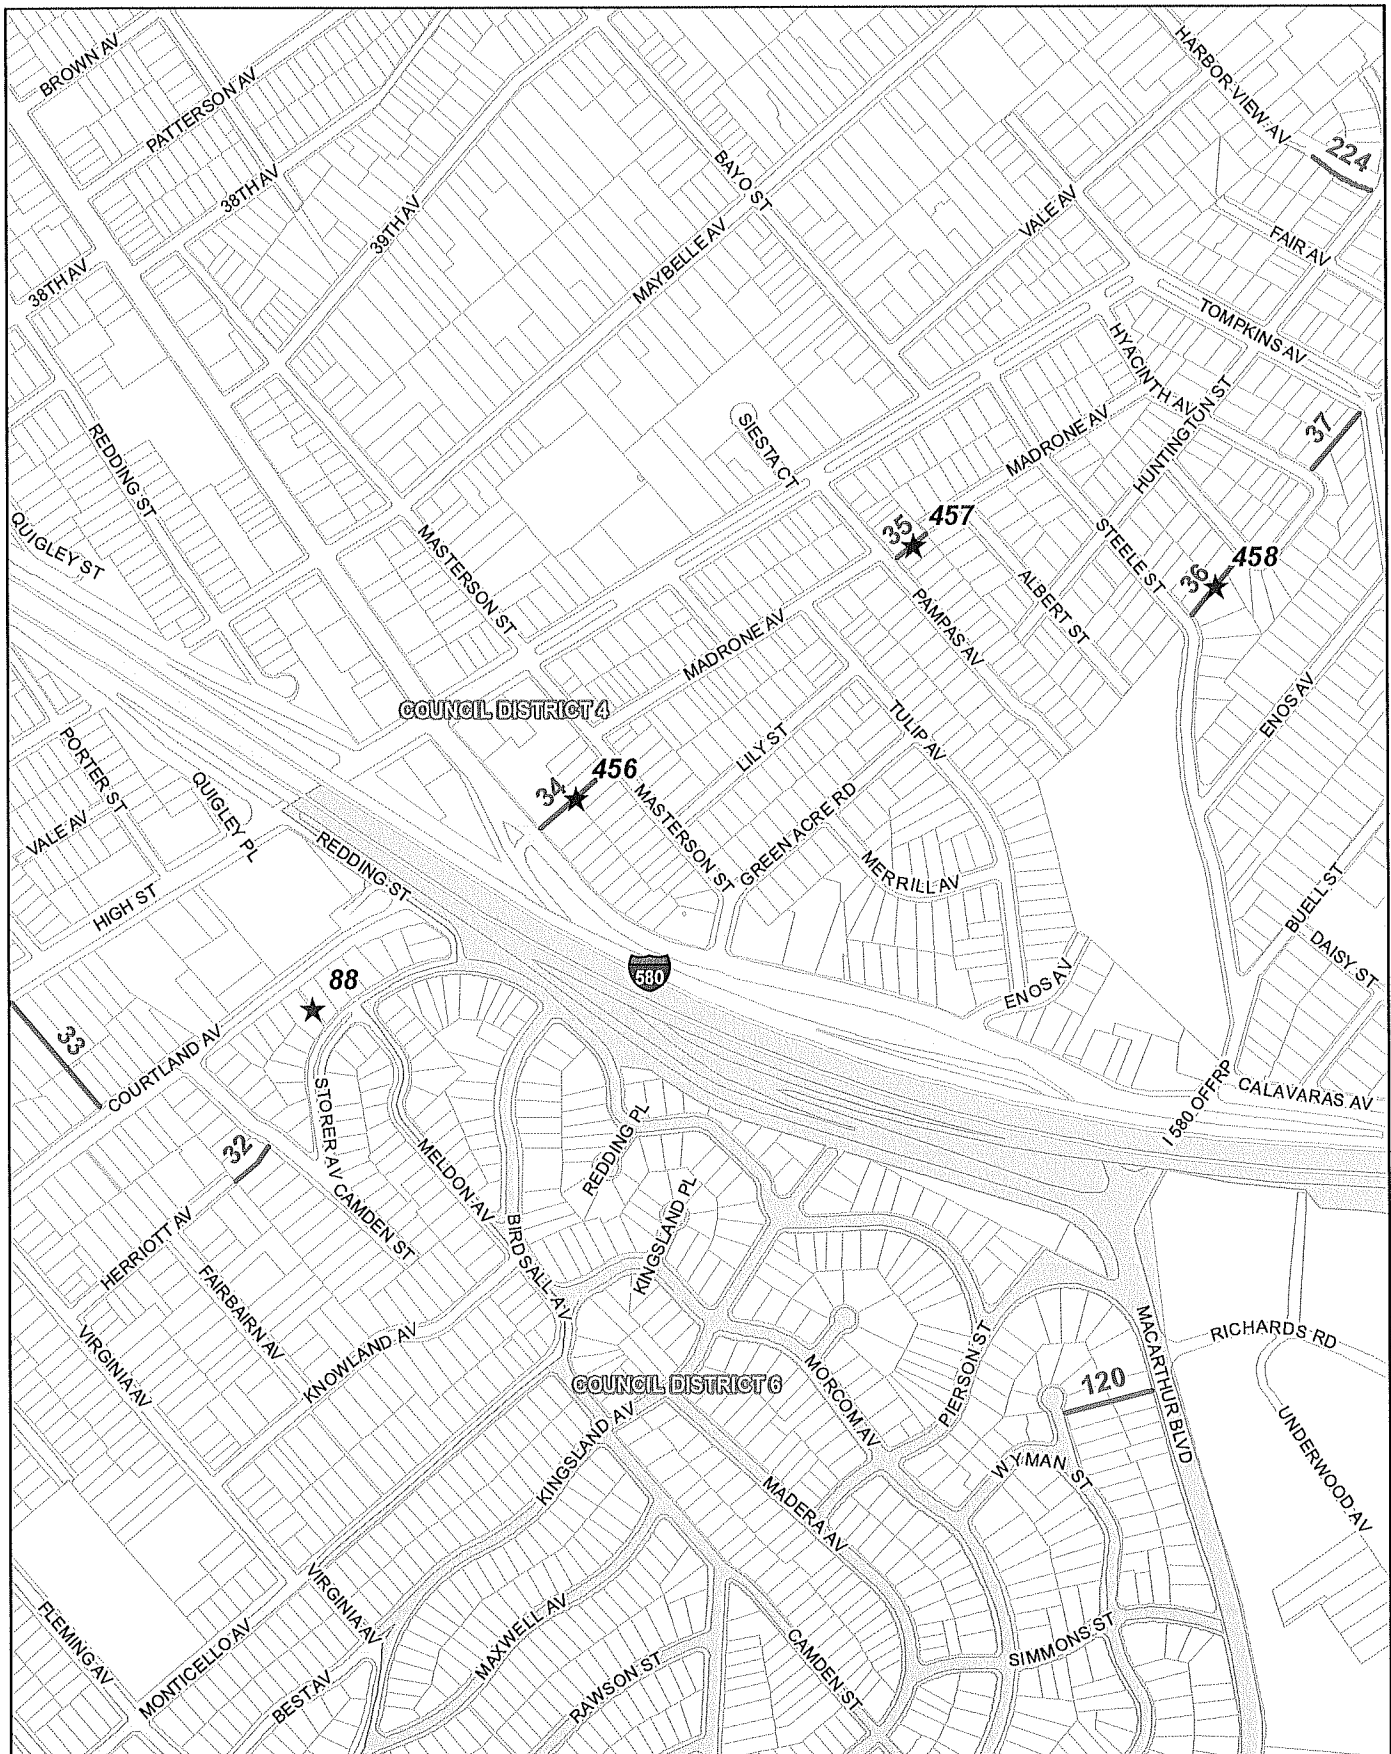 BROWN AV
PATTERSON AV
38TH AV
39TH AV
38TH AV
BAYO ST
MAYBELLE AV
HARBOR VIEW AV
224
VALE AV
FAIR AV
TOMPKINS AV
HYACINTH AV
HUNTINGTON ST
37
MADRONE AV
SIESTA CT
REDDING ST
QUIGLEY ST
MASTERSON ST
35
457
STEELE ST
36
458
ALBERT ST
PAMPAS AV
MADRONE AV
COUNCIL DISTRICT 4
TULIP AV
ENOS AV
LILY ST
PORTER ST
QUIGLEY PL
VALE AV
34
456
MASTERSON ST
GREEN ACRE RD
MERRILL AV
REDDING ST
HIGH ST
BUELL ST
DAISY ST
580
ENOS AV
88
33
COURTLAND AV
STORER AV
I 580 OFFRP
CALAVARAS AV
32
MELDON AV
REDDING PL
KINGSLAND PL
CAMDEN ST
HERRIOTT AV
BIRDSALL AV
FAIRBAIRN AV
VIRGINIA AV
KNOWLAND AV
COUNCIL DISTRICT 6
MORCOM AV
PIERSON ST
120
MACARTHUR BLVD
RICHARDS RD
UNDERWOOD AV
KINGSLAND AV
WYMAN ST
MADERA AV
VIRGINIA AV
FLEMING AV
MONTICELLO AV
BEST AV
MAXWELL AV
RAWSON ST
CAMDEN ST
SIMMONS ST